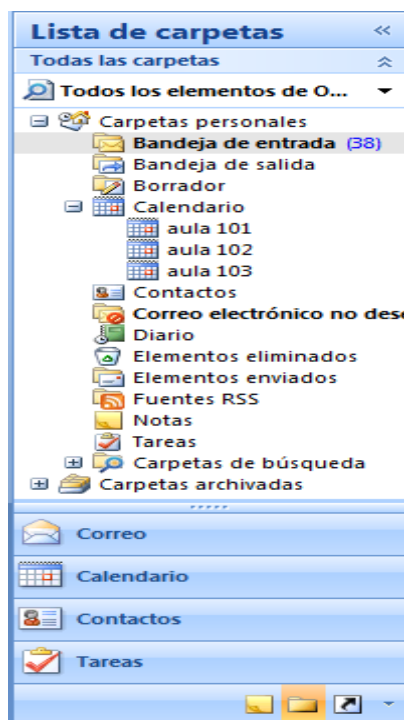 Lista de carpetas
Todas las carpetas
Todos los elementos de O...
Carpetas personales
Bandeja de entrada (38)
Bandeja de salida
Borrador
Calendario
aula 101
aula 102
aula 103
Contactos
Correo electrónico no dese
Diario
Elementos eliminados
Elementos enviados
Fuentes RSS
Notas
Tareas
Carpetas de búsqueda
Carpetas archivadas
Correo
Calendario
Contactos
Tareas